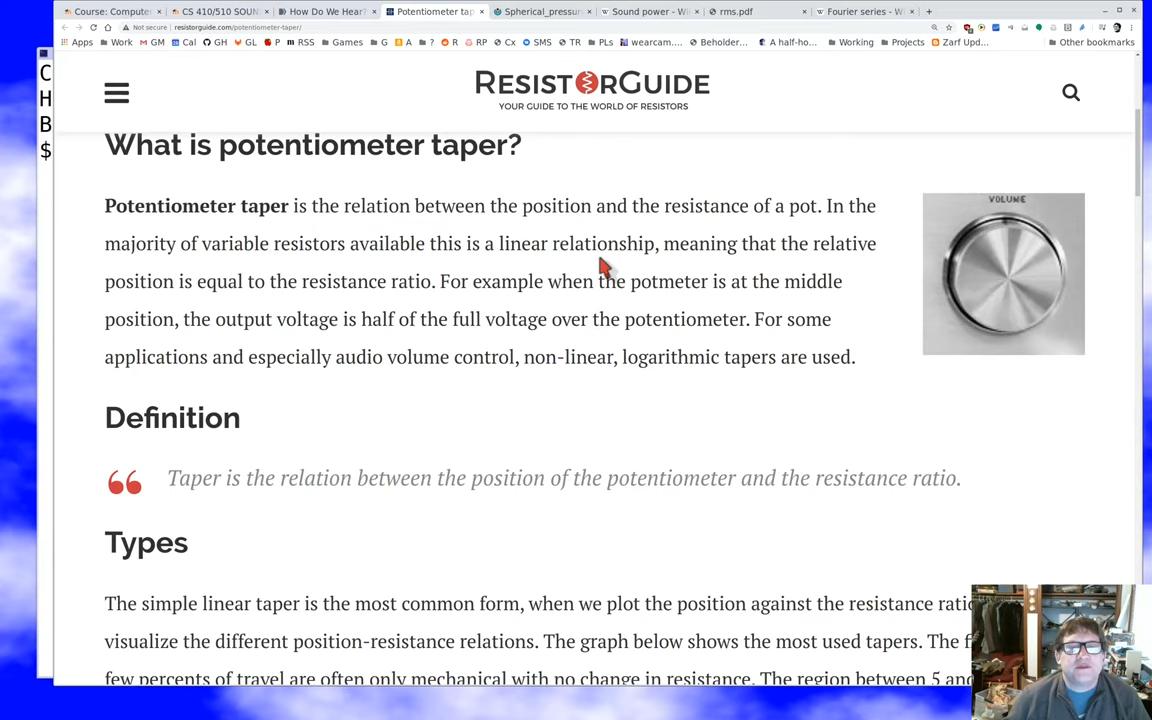 Course: Compute
CS 410/510 SOUN
How Do We Hear?
Potentiometer tap
Spherical_pressur
Sound power - Wi
rms.pdf
Fourier series - Wi
Not secure | resistorguide.com/potentiometer-taper/
Apps Work GM Cal GH GL P RSS Games G A ? R RP Cx SMS TR PLs wearcam.... Beholder... A half-ho... Working Projects Zarf Upd... Other bookmarks
C
H
B
$
RESISTORGUIDE
YOUR GUIDE TO THE WORLD OF RESISTORS
What is potentiometer taper?
Potentiometer taper is the relation between the position and the resistance of a pot. In the
majority of variable resistors available this is a linear relationship, meaning that the relative
position is equal to the resistance ratio. For example when the potmeter is at the middle
position, the output voltage is half of the full voltage over the potentiometer. For some
applications and especially audio volume control, non-linear, logarithmic tapers are used.
VOLUME
Definition
Taper is the relation between the position of the potentiometer and the resistance ratio.
Types
The simple linear taper is the most common form, when we plot the position against the resistance ratio
visualize the different position-resistance relations. The graph below shows the most used tapers. The f
few percents of travel are often only mechanical with no change in resistance. The region between 5 and